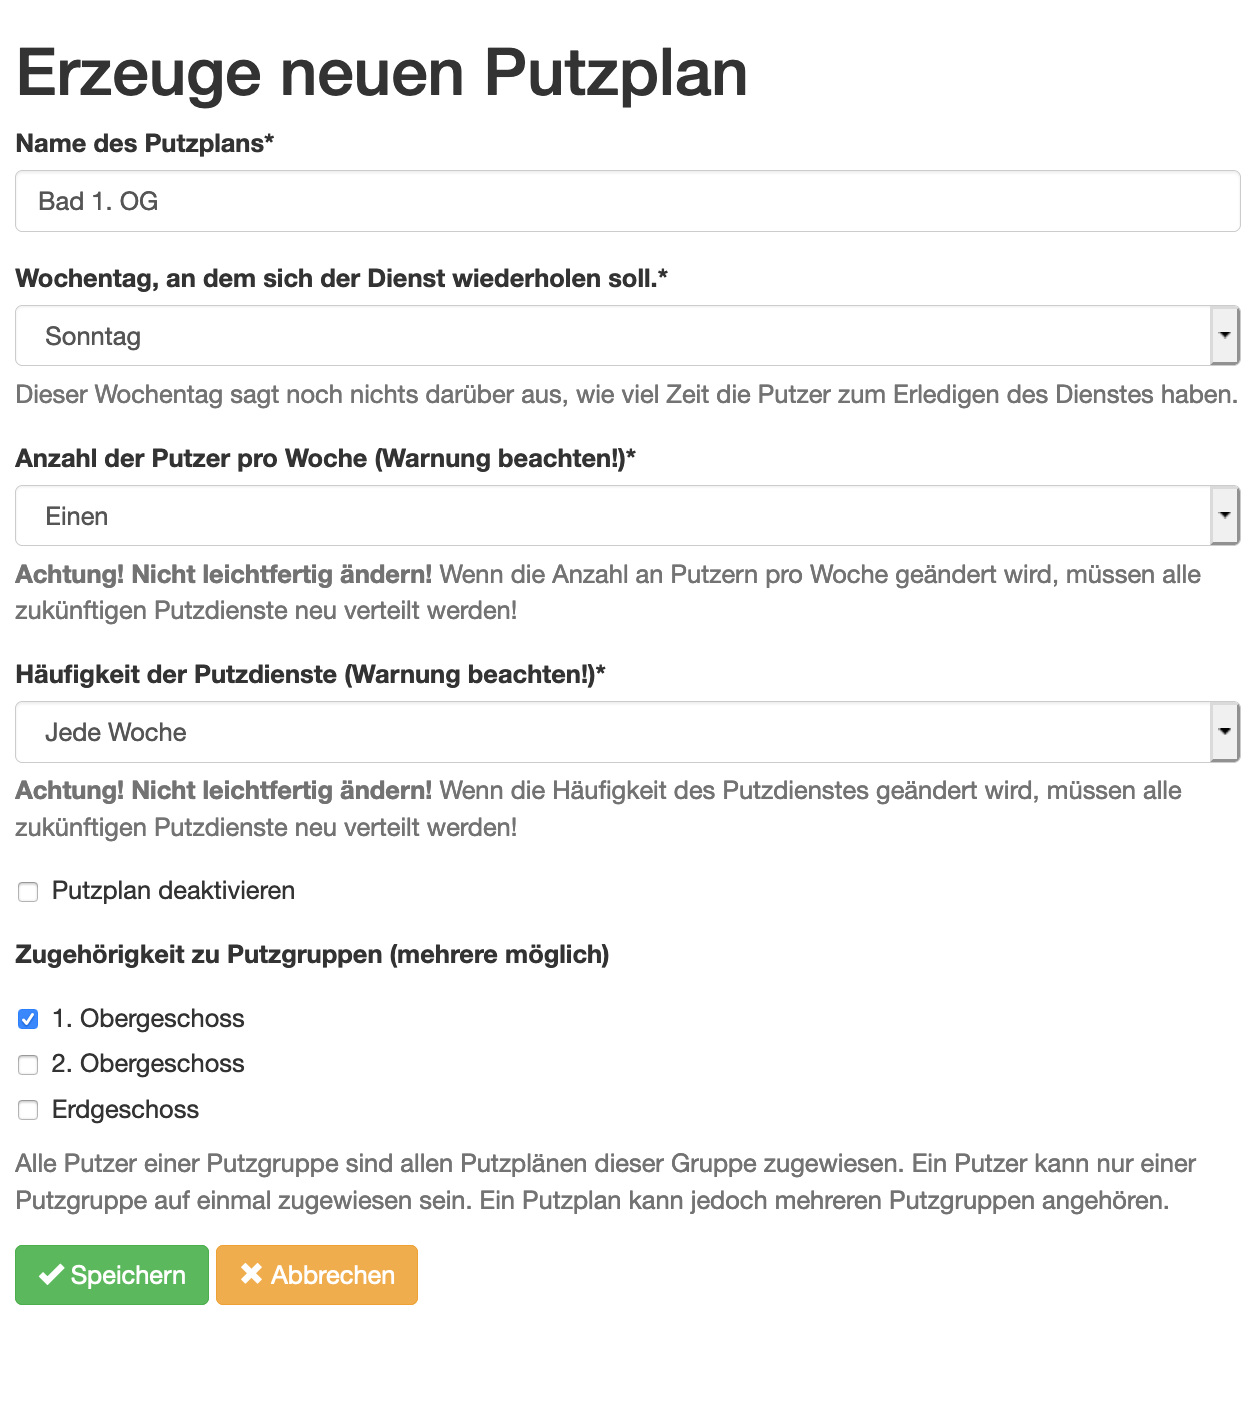 Erzeuge neuen Putzplan
Name des Putzplans*
Bad 1. OG
Wochentag, an dem sich der Dienst wiederholen soll.*
Sonntag
Dieser Wochentag sagt noch nichts darüber aus, wie viel Zeit die Putzer zum Erledigen des Dienstes haben.
Anzahl der Putzer pro Woche (Warnung beachten!)*
Einen
Achtung! Nicht leichtfertig ändern! Wenn die Anzahl an Putzern pro Woche geändert wird, müssen alle
zukünftigen Putzdienste neu verteilt werden!
Häufigkeit der Putzdienste (Warnung beachten!)*
Jede Woche
Achtung! Nicht leichtfertig ändern! Wenn die Häufigkeit des Putzdienstes geändert wird, müssen alle
zukünftigen Putzdienste neu verteilt werden!
Putzplan deaktivieren
Zugehörigkeit zu Putzgruppen (mehrere möglich)
1. Obergeschoss
2. Obergeschoss
Erdgeschoss
Alle Putzer einer Putzgruppe sind allen Putzplänen dieser Gruppe zugewiesen. Ein Putzer kann nur einer
Putzgruppe auf einmal zugewiesen sein. Ein Putzplan kann jedoch mehreren Putzgruppen angehören.
Speichern Abbrechen